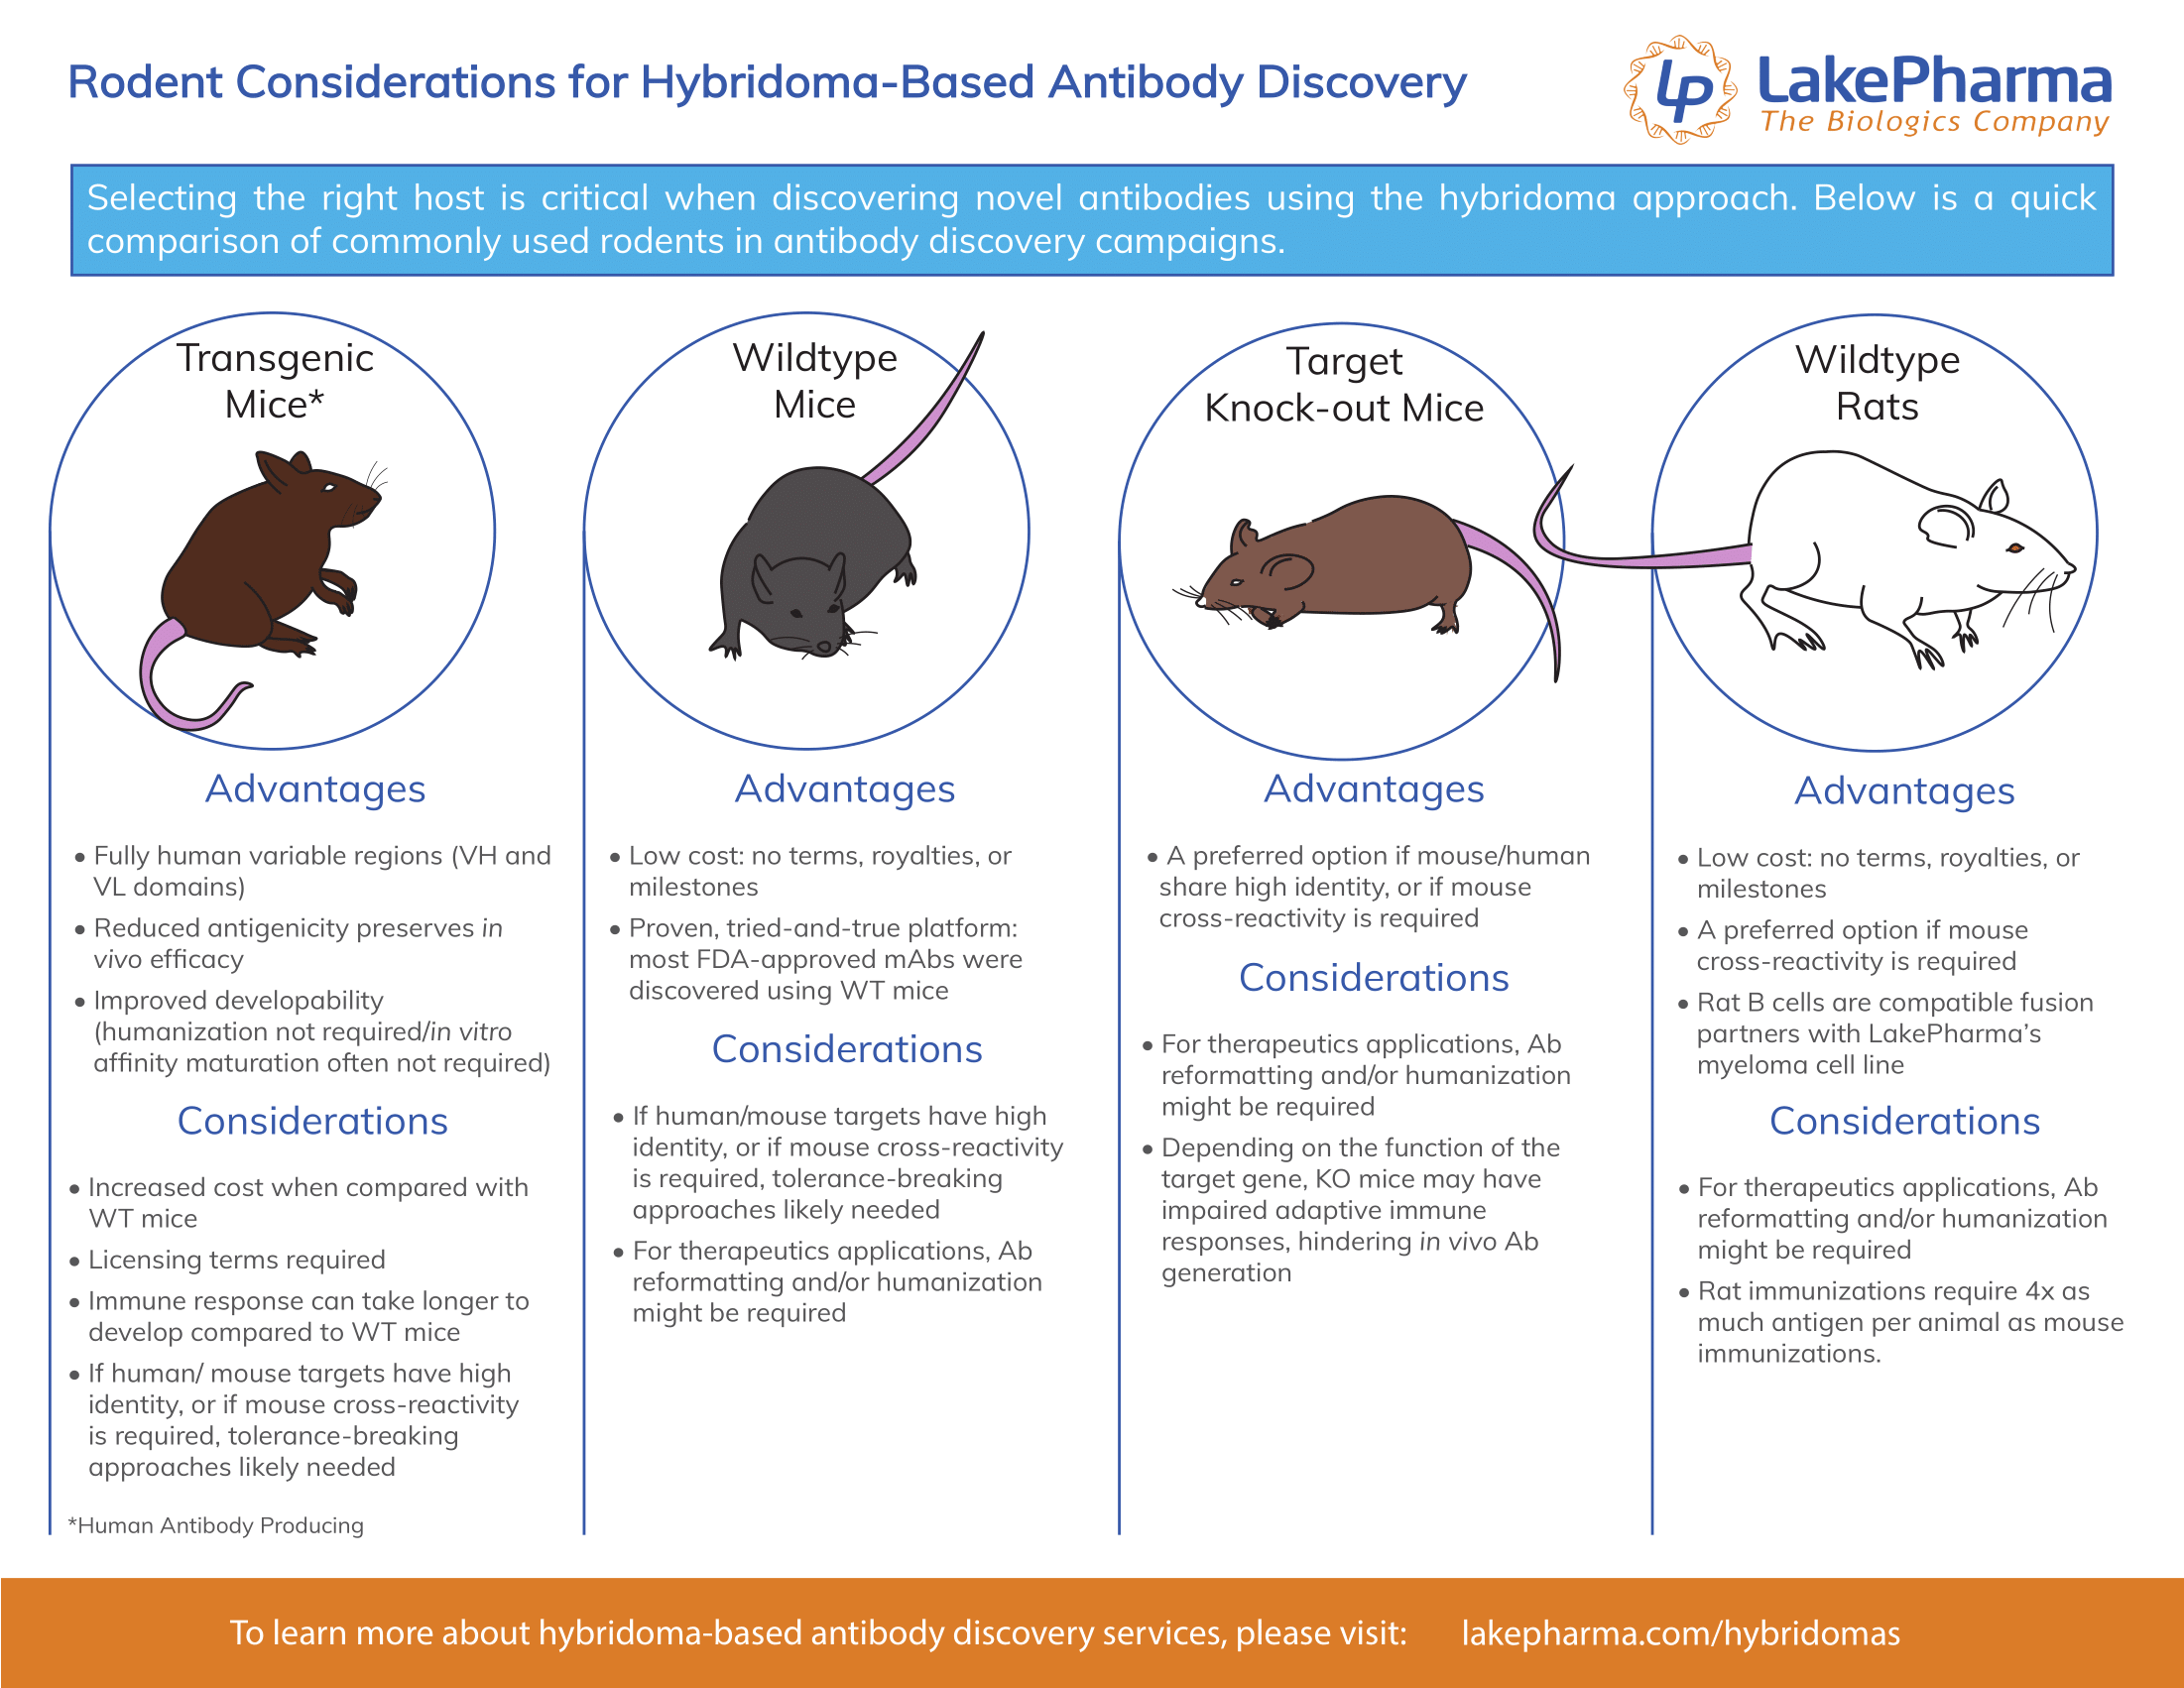 Rodent Considerations for Hybridoma-Based Antibody Discovery
LP
LakePharma
The Biologics Company
Selecting the right host is critical when discovering novel antibodies using the hybridoma approach. Below is a quick
comparison of commonly used rodents in antibody discovery campaigns.
Transgenic
Mice*
Advantages
• Fully human variable regions (VH and
VL domains)
• Reduced antigenicity preserves in
vivo efficacy
• Improved developability
(humanization not required/in vitro
affinity maturation often not required)
Considerations
• Increased cost when compared with
WT mice
• Licensing terms required
• Immune response can take longer to
develop compared to WT mice
• If human/ mouse targets have high
identity, or if mouse cross-reactivity
is required, tolerance-breaking
approaches likely needed
*Human Antibody Producing
Wildtype
Mice
Advantages
• Low cost: no terms, royalties, or
milestones
• Proven, tried-and-true platform:
most FDA-approved mAbs were
discovered using WT mice
Considerations
• If human/mouse targets have high
identity, or if mouse cross-reactivity
is required, tolerance-breaking
approaches likely needed
• For therapeutics applications, Ab
reformatting and/or humanization
might be required
Target
Knock-out Mice
Advantages
• A preferred option if mouse/human
share high identity, or if mouse
cross-reactivity is required
Considerations
• For therapeutics applications, Ab
reformatting and/or humanization
might be required
• Depending on the function of the
target gene, KO mice may have
impaired adaptive immune
responses, hindering in vivo Ab
generation
Wildtype
Rats
Advantages
• Low cost: no terms, royalties, or
milestones
• A preferred option if mouse
cross-reactivity is required
• Rat B cells are compatible fusion
partners with LakePharma’s
myeloma cell line
Considerations
• For therapeutics applications, Ab
reformatting and/or humanization
might be required
• Rat immunizations require 4x as
much antigen per animal as mouse
immunizations.
To learn more about hybridoma-based antibody discovery services, please visit: lakepharma.com/hybridomas